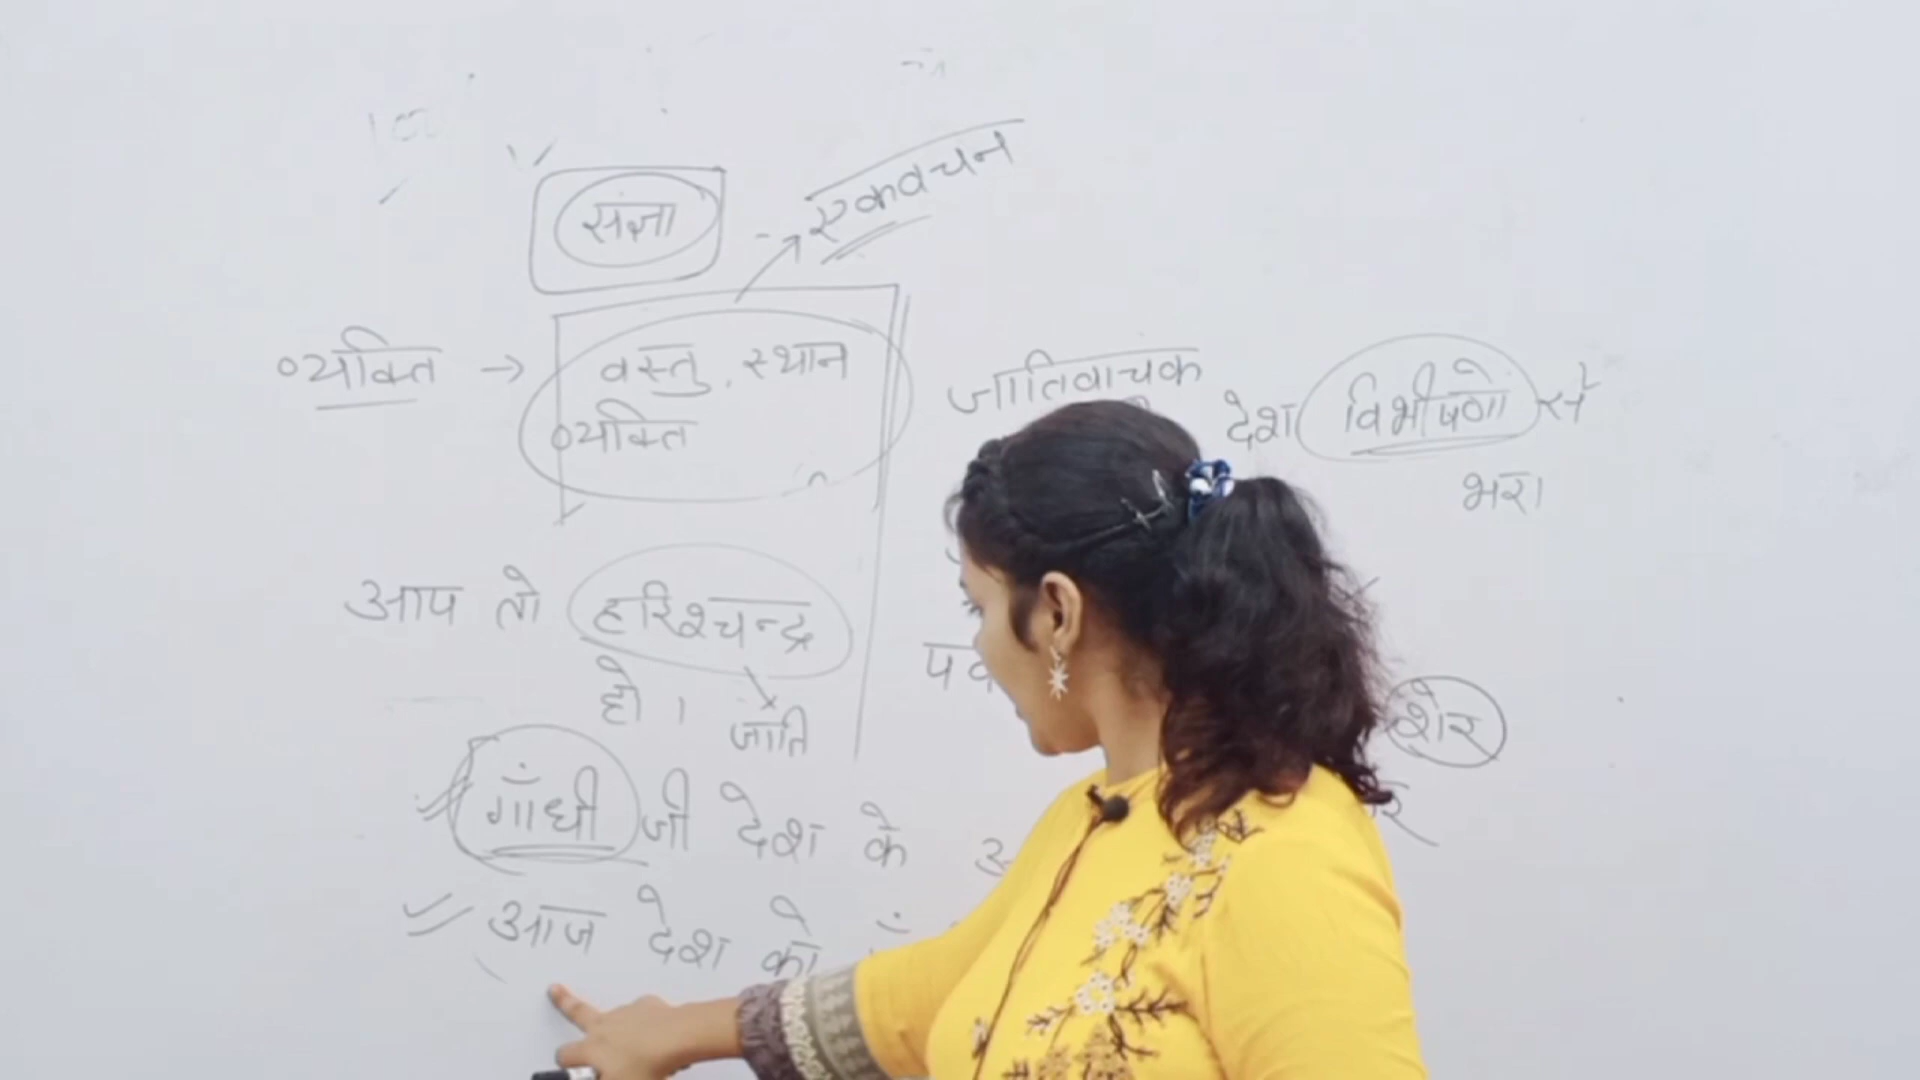 संज्ञा
एकवचन
व्यक्ति → वस्तु, स्थान
व्यक्ति
जातिवाचक
देश विभीषणो से
भरा
आप तो हरिश्चन्द्र
हो ।
जाति
शेर
गाँधी जी देश के
आज देश को